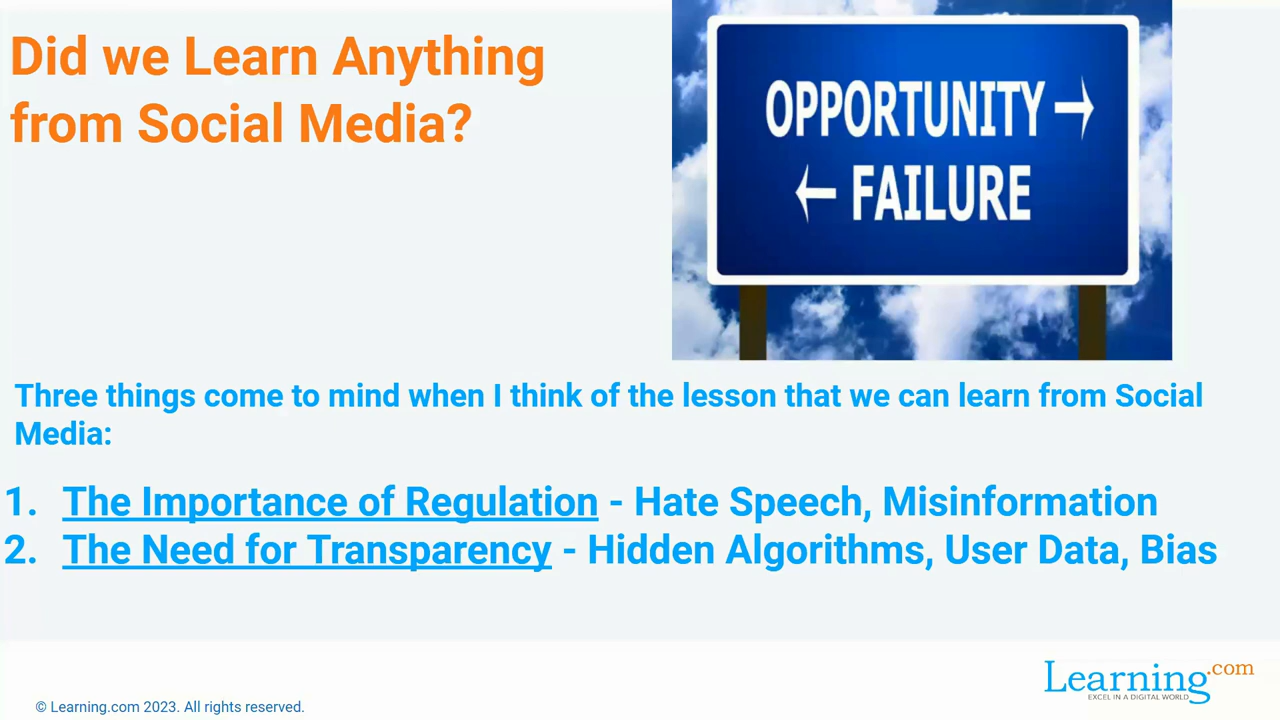 Did we Learn Anything
from Social Media?
OPPORTUNITY →
← FAILURE
Three things come to mind when I think of the lesson that we can learn from Social
Media:
1. The Importance of Regulation - Hate Speech, Misinformation
2. The Need for Transparency - Hidden Algorithms, User Data, Bias
Learning.com
EXCEL IN A DIGITAL WORLD
© Learning.com 2023. All rights reserved.